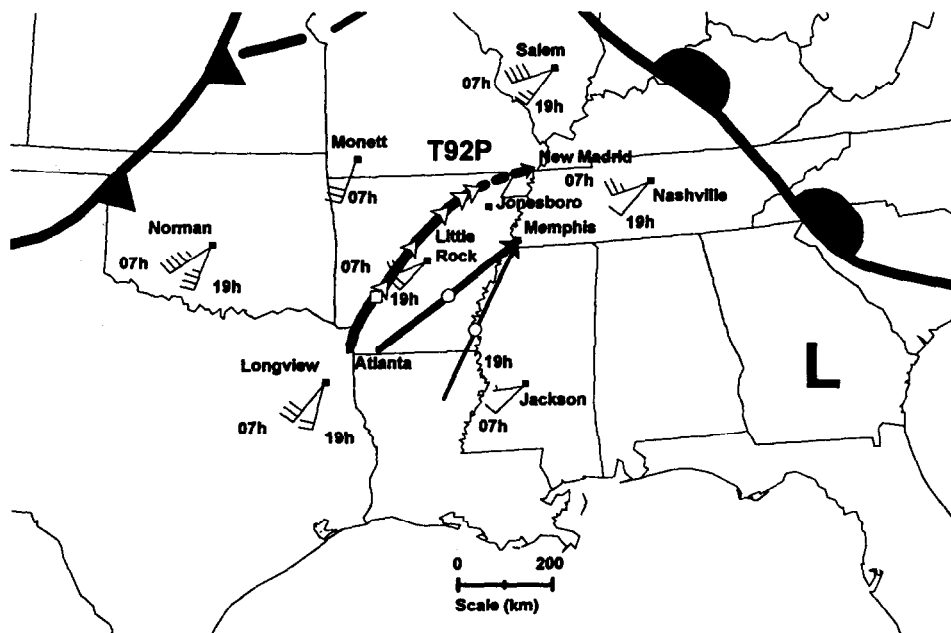 Salem
07h
19h
Monett
T92P
New Madrid
07h
07h
Jonesboro
Nashville
19h
Norman
Memphis
Little
Rock
07h
07h
19h
19h
Longview
Atlanta
19h
L
Jackson
07h
19h
07h
0 200
Scale (km)